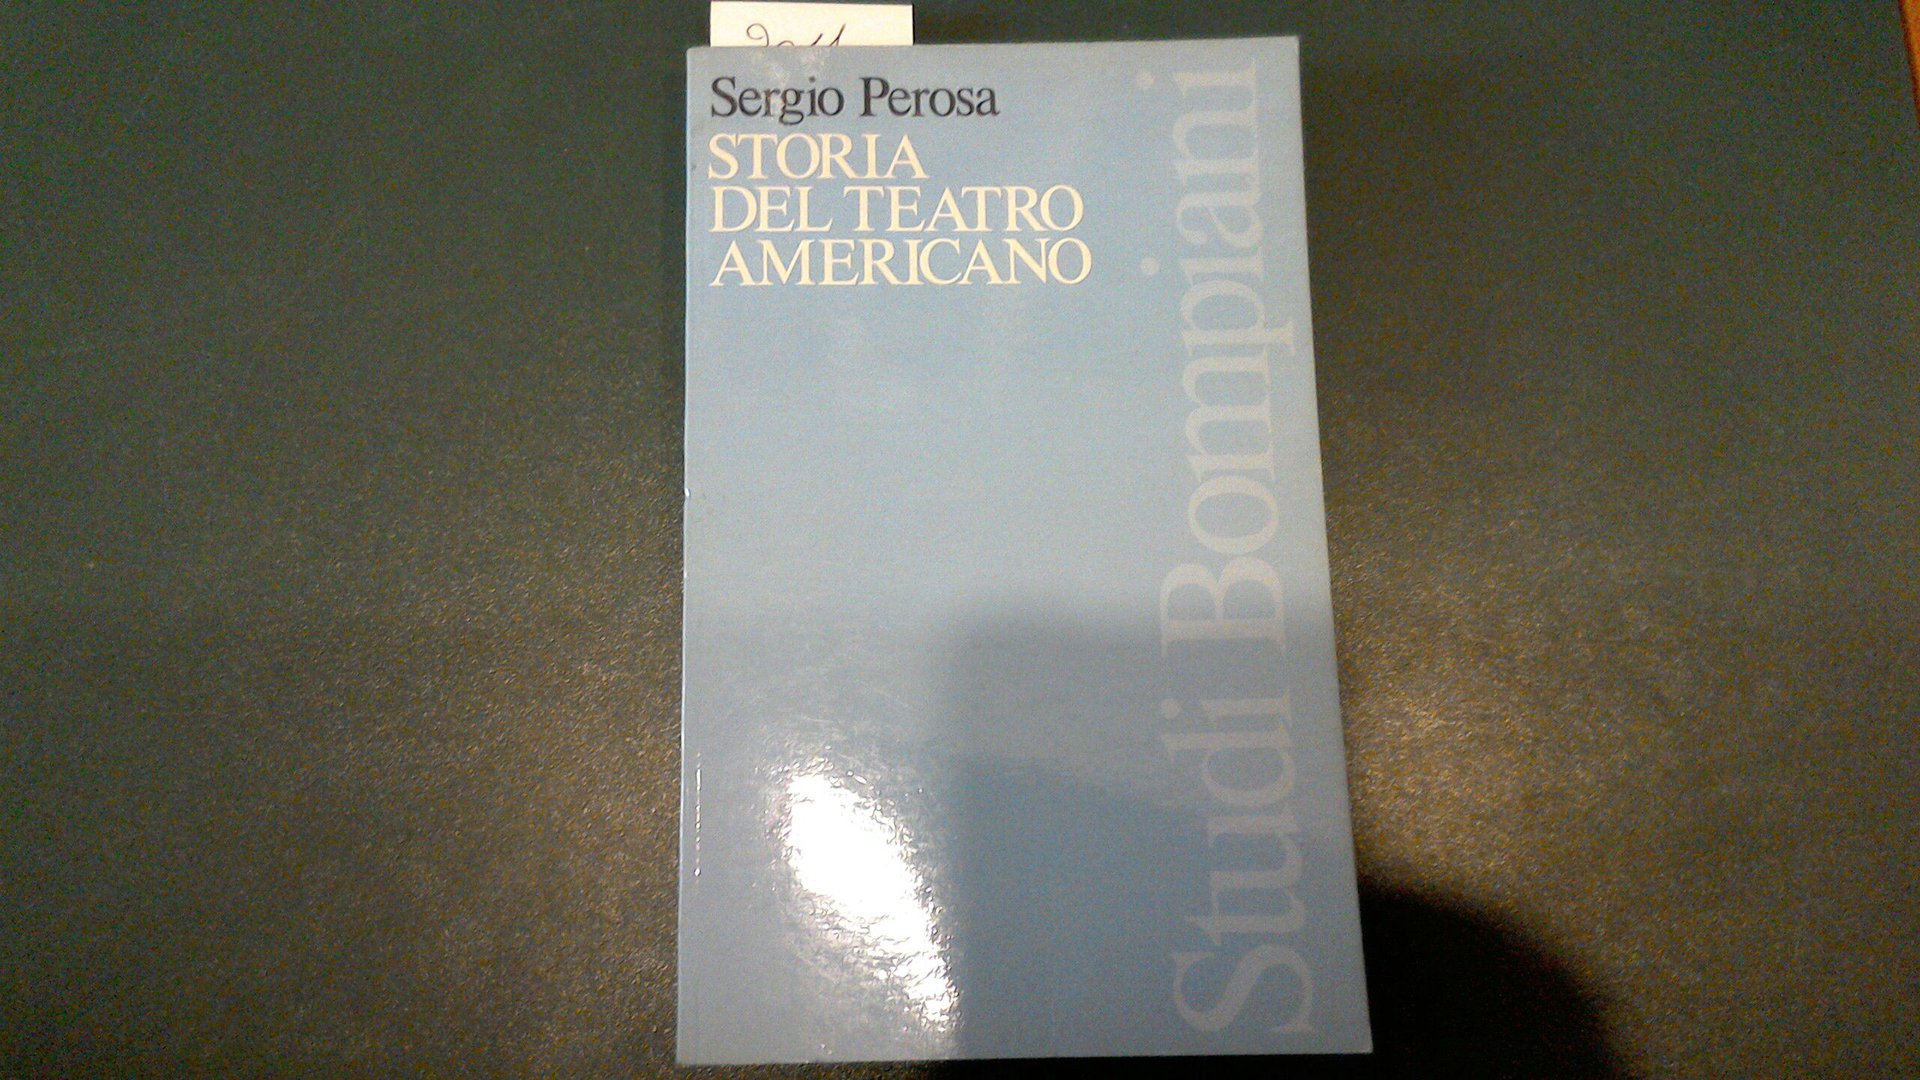 Sergio Perosa
STORIA
DEL TEATRO
AMERICANO
Studi Bompiani